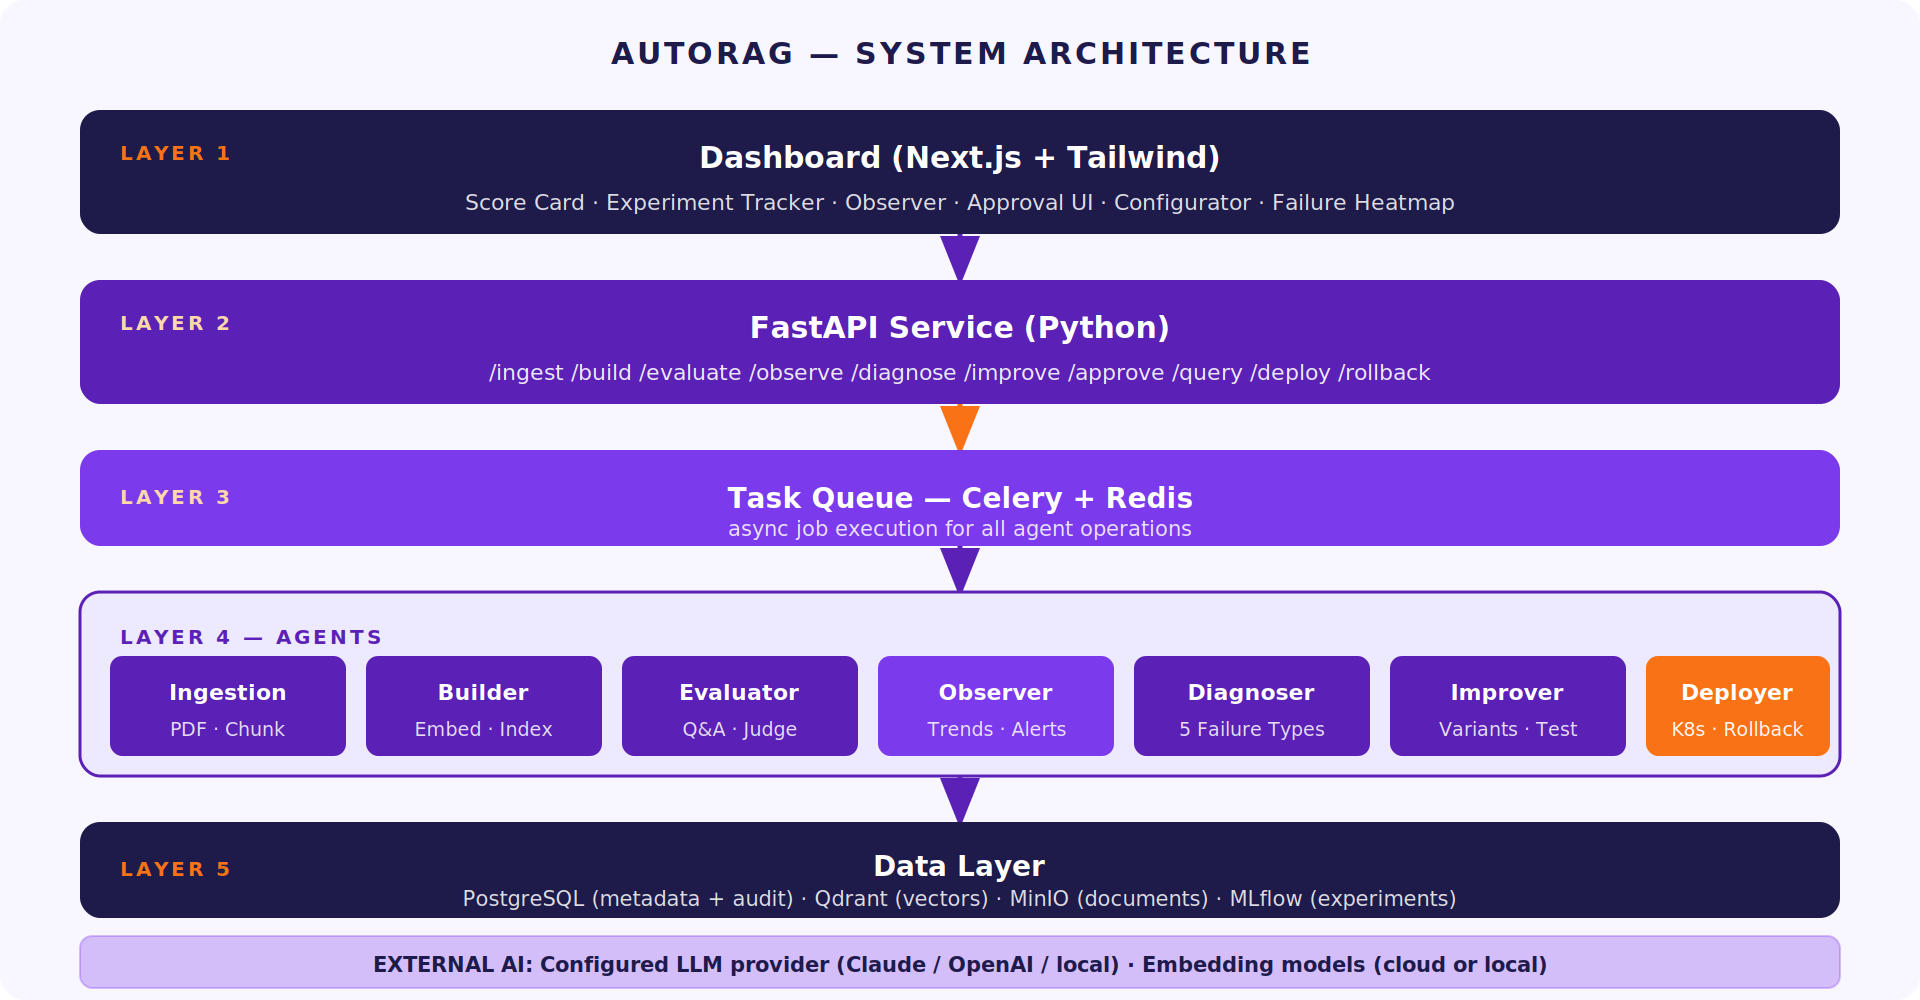 AUTORAG — SYSTEM ARCHITECTURE
LAYER 1
Dashboard (Next.js + Tailwind)
Score Card · Experiment Tracker · Observer · Approval UI · Configurator · Failure Heatmap
LAYER 2
FastAPI Service (Python)
/ingest /build /evaluate /observe /diagnose /improve /approve /query /deploy /rollback
LAYER 3
Task Queue — Celery + Redis
async job execution for all agent operations
LAYER 4 — AGENTS
Ingestion
PDF · Chunk
Builder
Embed · Index
Evaluator
Q&A · Judge
Observer
Trends · Alerts
Diagnoser
5 Failure Types
Improver
Variants · Test
Deployer
K8s · Rollback
LAYER 5
Data Layer
PostgreSQL (metadata + audit) · Qdrant (vectors) · MinIO (documents) · MLflow (experiments)
EXTERNAL AI: Configured LLM provider (Claude / OpenAI / local) · Embedding models (cloud or local)